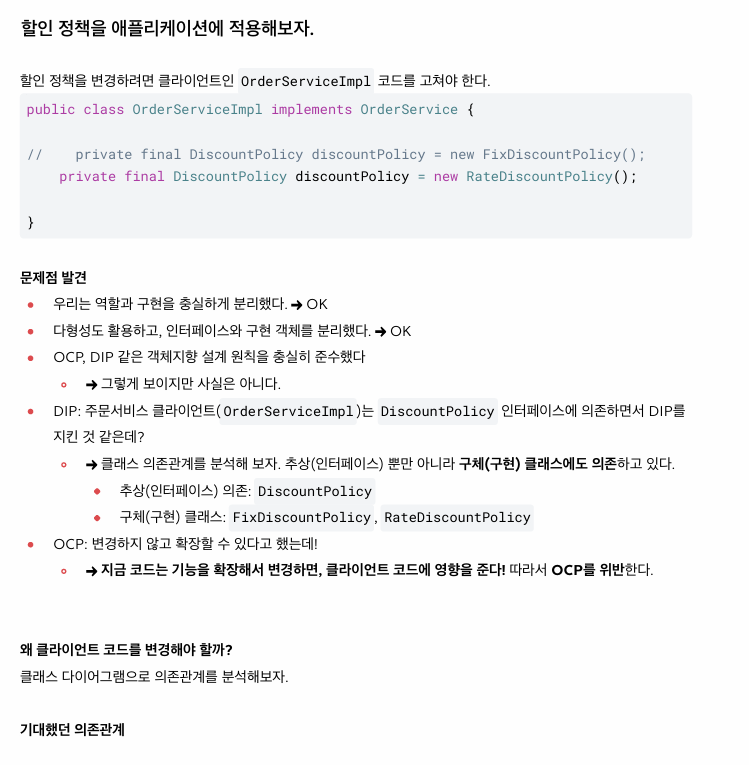 할인 정책을 애플리케이션에 적용해보자.
할인 정책을 변경하려면 클라이언트인 OrderServiceImpl 코드를 고쳐야 한다.
public class OrderServiceImpl implements OrderService {
//    private final DiscountPolicy discountPolicy = new FixDiscountPolicy();
    private final DiscountPolicy discountPolicy = new RateDiscountPolicy();
}
문제점 발견
• 우리는 역할과 구현을 충실하게 분리했다. → OK
• 다형성도 활용하고, 인터페이스와 구현 객체를 분리했다. → OK
• OCP, DIP 같은 객체지향 설계 원칙을 충실히 준수했다
◦ → 그렇게 보이지만 사실은 아니다.
• DIP: 주문서비스 클라이언트(OrderServiceImpl)는 DiscountPolicy 인터페이스에 의존하면서 DIP를
지킨 것 같은데?
◦ → 클래스 의존관계를 분석해 보자. 추상(인터페이스) 뿐만 아니라 구체(구현) 클래스에도 의존하고 있다.
• 추상(인터페이스) 의존: DiscountPolicy
• 구체(구현) 클래스: FixDiscountPolicy, RateDiscountPolicy
• OCP: 변경하지 않고 확장할 수 있다고 했는데!
◦ → 지금 코드는 기능을 확장해서 변경하면, 클라이언트 코드에 영향을 준다! 따라서 OCP를 위반한다.
왜 클라이언트 코드를 변경해야 할까?
클래스 다이어그램으로 의존관계를 분석해보자.
기대했던 의존관계